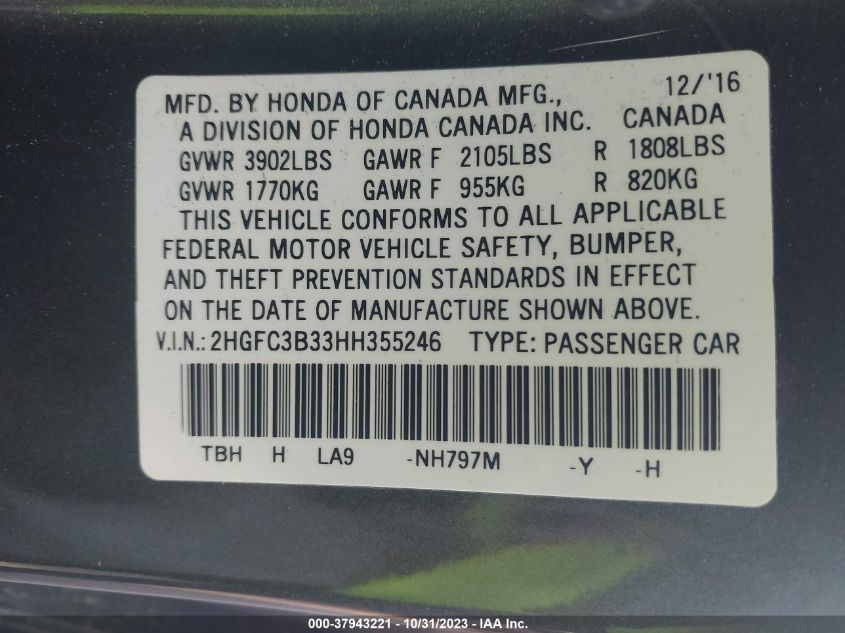 MFD. BY HONDA OF CANADA MFG., 12/'16
A DIVISION OF HONDA CANADA INC. CANADA
GVWR 3902LBS GAWR F 2105LBS R 1808LBS
GVWR 1770KG GAWR F 955KG R 820KG
THIS VEHICLE CONFORMS TO ALL APPLICABLE
FEDERAL MOTOR VEHICLE SAFETY, BUMPER,
AND THEFT PREVENTION STANDARDS IN EFFECT
ON THE DATE OF MANUFACTURE SHOWN ABOVE.
V.I.N.: 2HGFC3B33HH355246 TYPE: PASSENGER CAR
TBH H LA9 -NH797M -Y -H
000-37943221 - 10/31/2023 - IAA Inc.